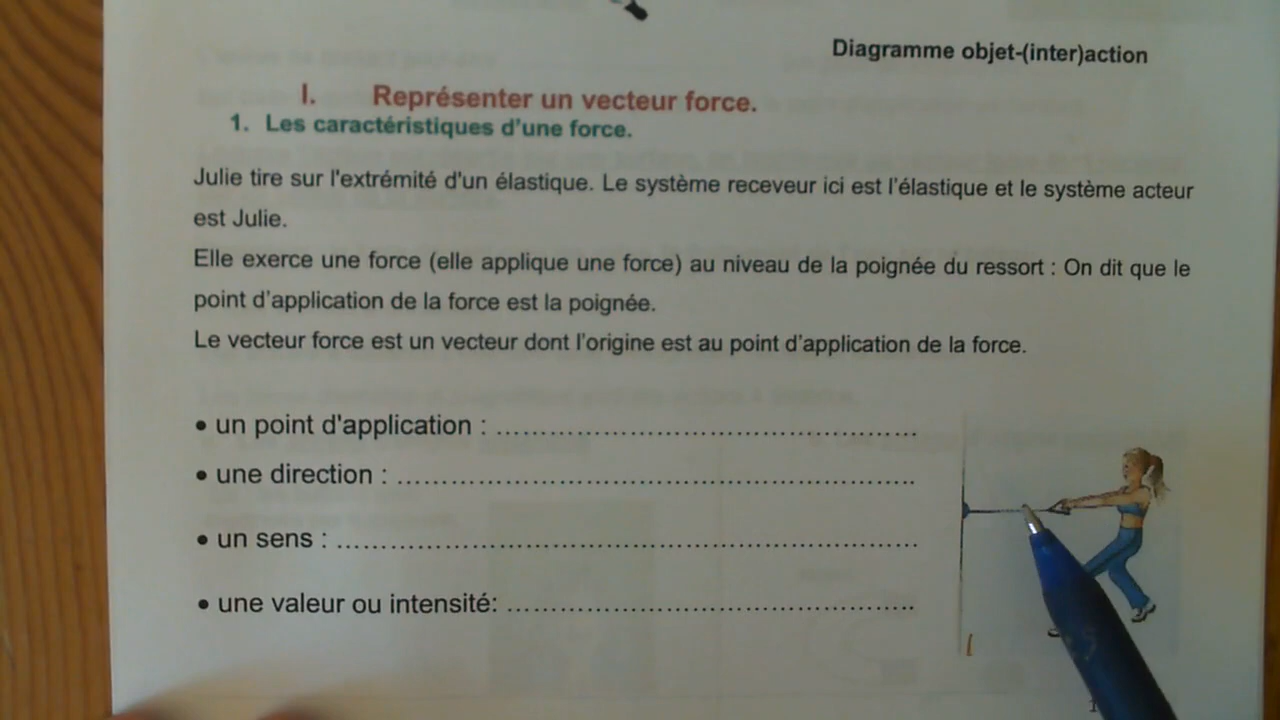 Diagramme objet-(inter)action
I. Représenter un vecteur force.
1. Les caractéristiques d'une force.
Julie tire sur l'extrémité d'un élastique. Le système receveur ici est l'élastique et le système acteur
est Julie.
Elle exerce une force (elle applique une force) au niveau de la poignée du ressort : On dit que le
point d'application de la force est la poignée.
Le vecteur force est un vecteur dont l'origine est au point d'application de la force.
• un point d'application : ................................................
• une direction : ............................................................
• un sens : ...................................................................
• une valeur ou intensité: ...............................................